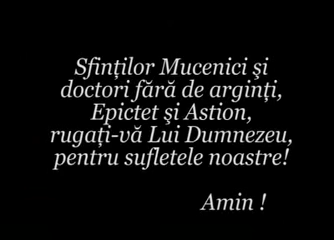 Sfinţilor Mucenici şi
doctori fără de arginţi,
Epictet şi Astion,
rugaţi-vă Lui Dumnezeu,
pentru sufletele noastre!
Amin !